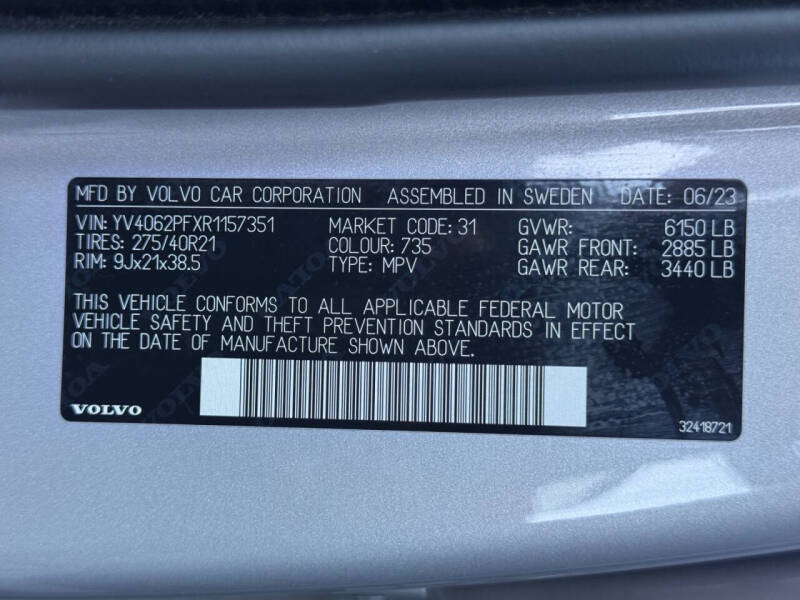 MFD BY VOLVO CAR CORPORATION ASSEMBLED IN SWEDEN DATE: 06/23
VIN: YV4062PFXR1157351 MARKET CODE: 31 GVWR: 6150 LB
TIRES: 275/40R21 COLOUR: 735 GAWR FRONT: 2885 LB
RIM: 9Jx21x38.5 TYPE: MPV GAWR REAR: 3440 LB
THIS VEHICLE CONFORMS TO ALL APPLICABLE FEDERAL MOTOR
VEHICLE SAFETY AND THEFT PREVENTION STANDARDS IN EFFECT
ON THE DATE OF MANUFACTURE SHOWN ABOVE.
VOLVO 32418721